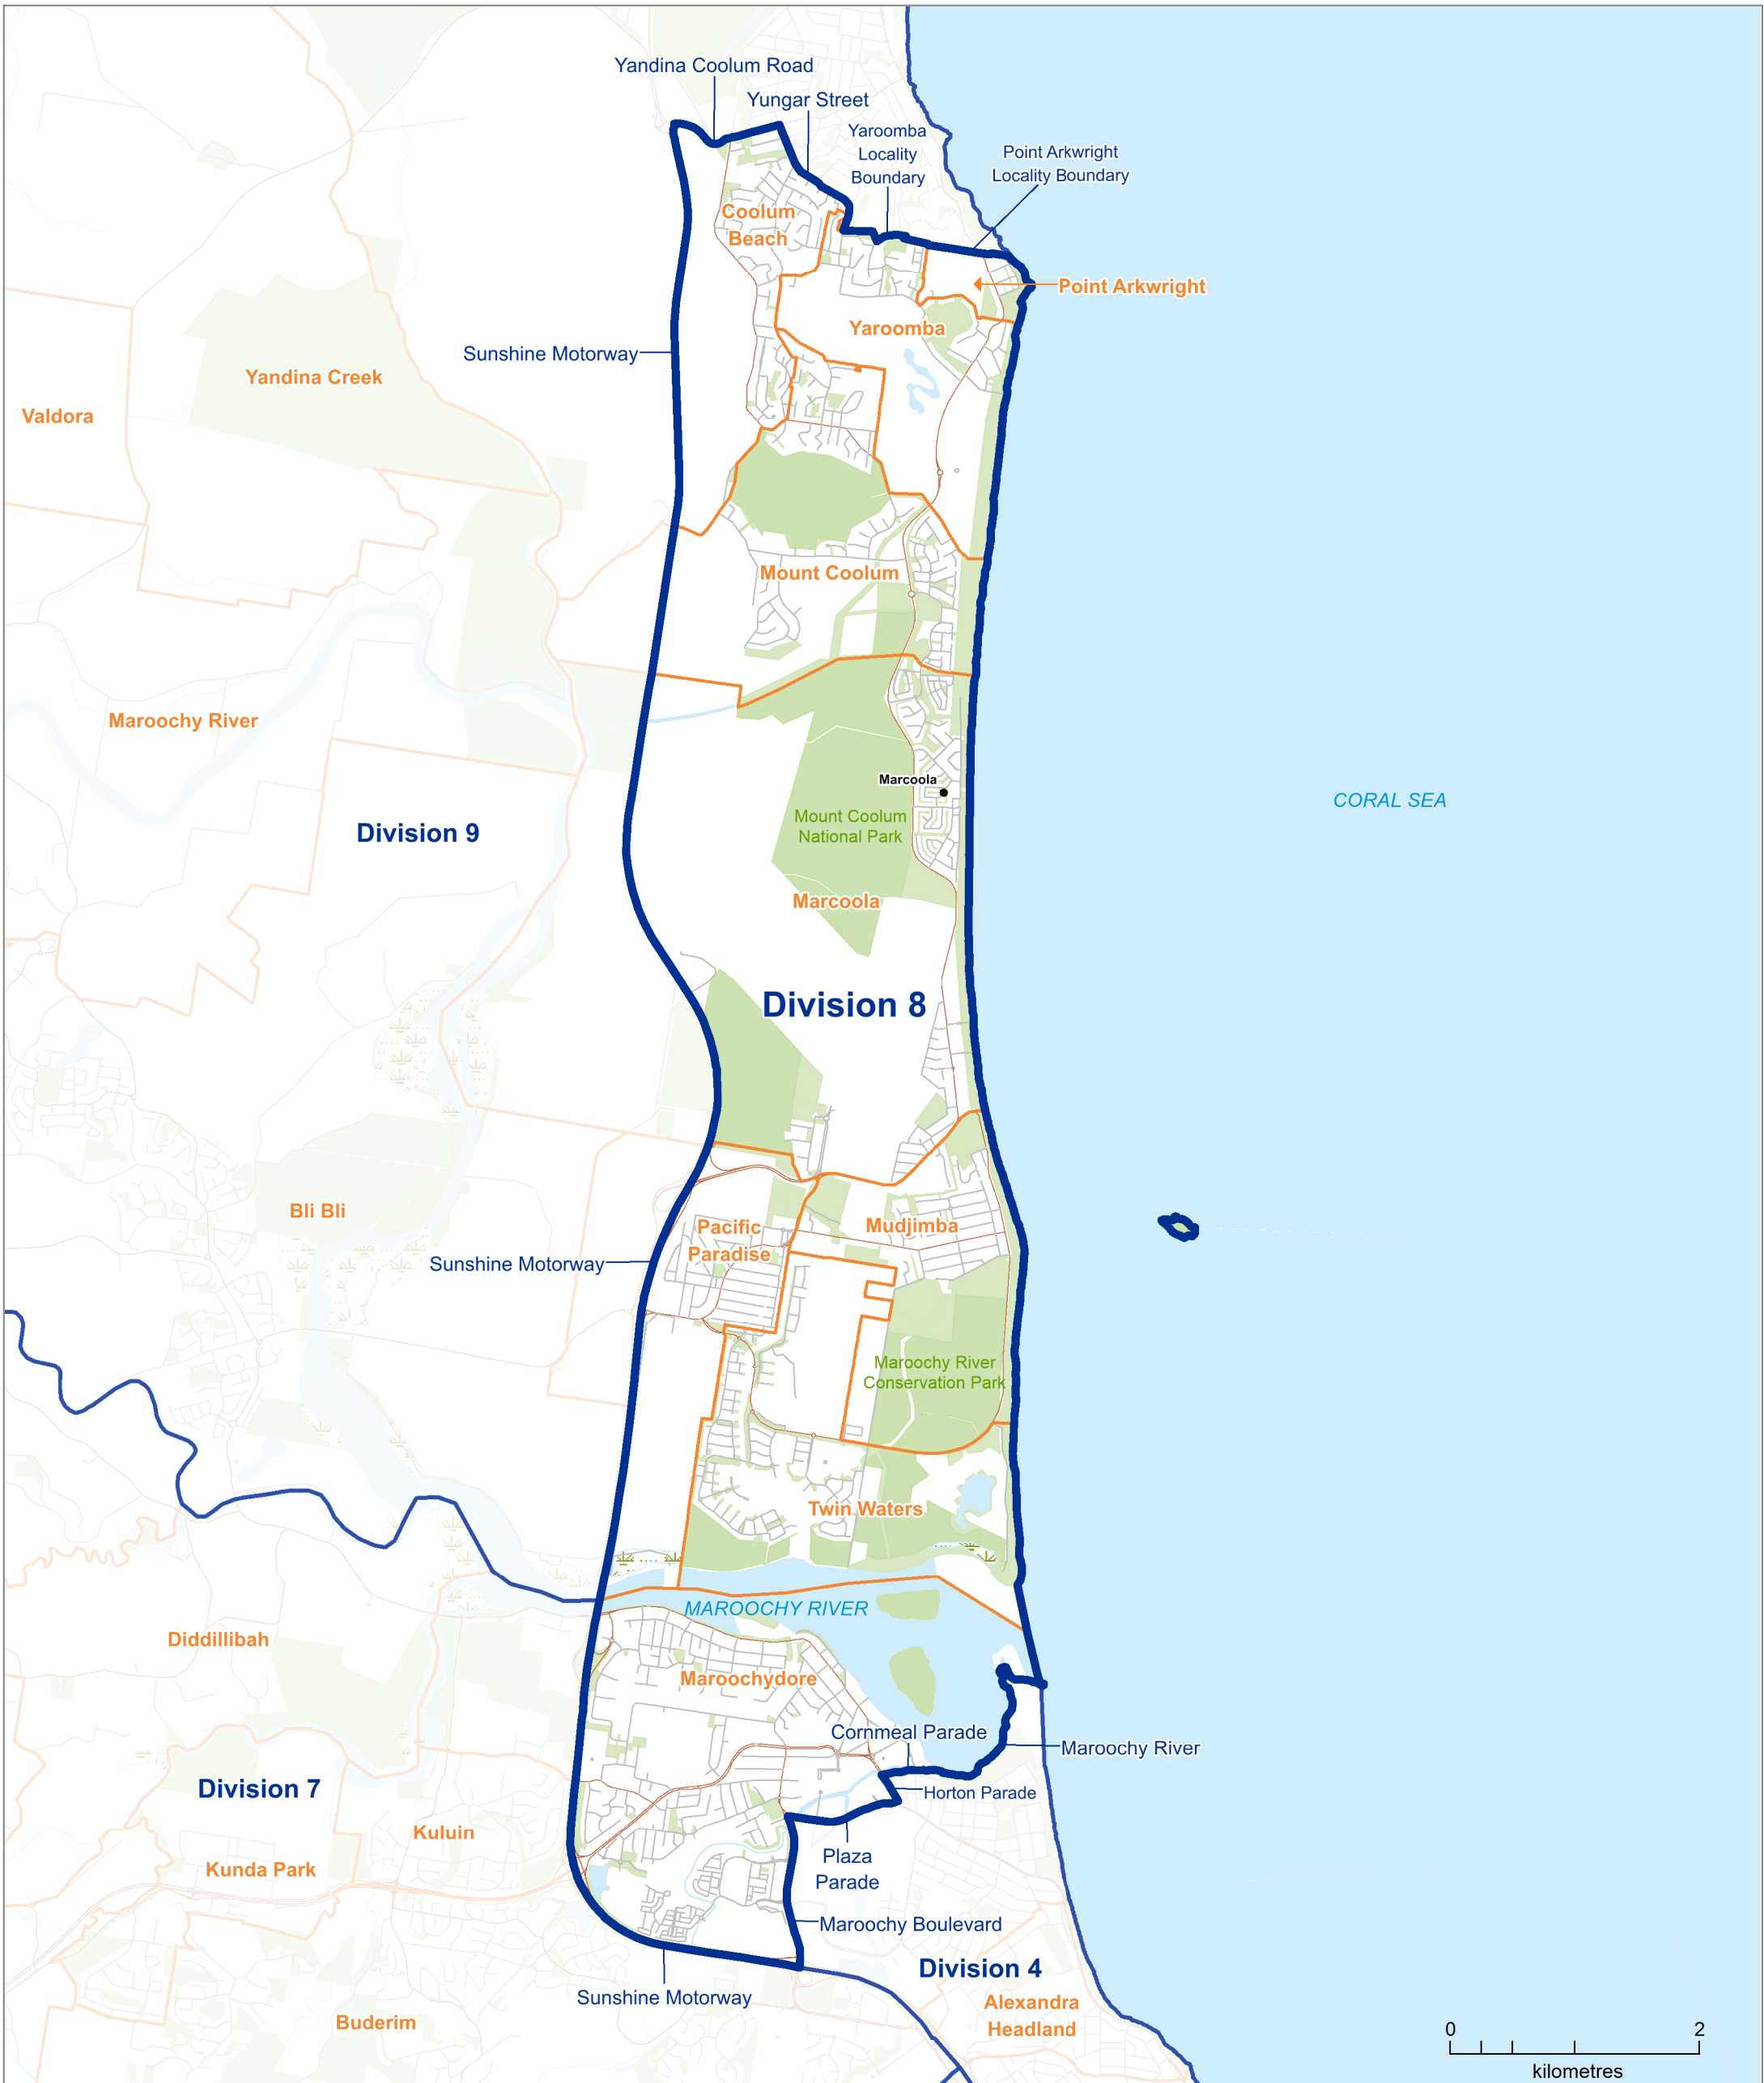 Yandina Coolum Road
Yungar Street
Yaroomba
Locality
Boundary
Point Arkwright
Locality Boundary
Coolum
Beach
Point Arkwright
Yaroomba
Sunshine Motorway
Yandina Creek
Valdora
Mount Coolum
Maroochy River
Marcoola
CORAL SEA
Mount Coolum
National Park
Division 9
Marcoola
Division 8
Bli Bli
Pacific
Paradise
Mudjimba
Sunshine Motorway
Maroochy River
Conservation Park
Twin Waters
MAROOCHY RIVER
Diddillibah
Maroochydore
Cornmeal Parade
Maroochy River
Division 7
Horton Parade
Kuluin
Kunda Park
Plaza
Parade
Maroochy Boulevard
Division 4
Sunshine Motorway
Alexandra
Headland
Buderim
0 2
kilometres